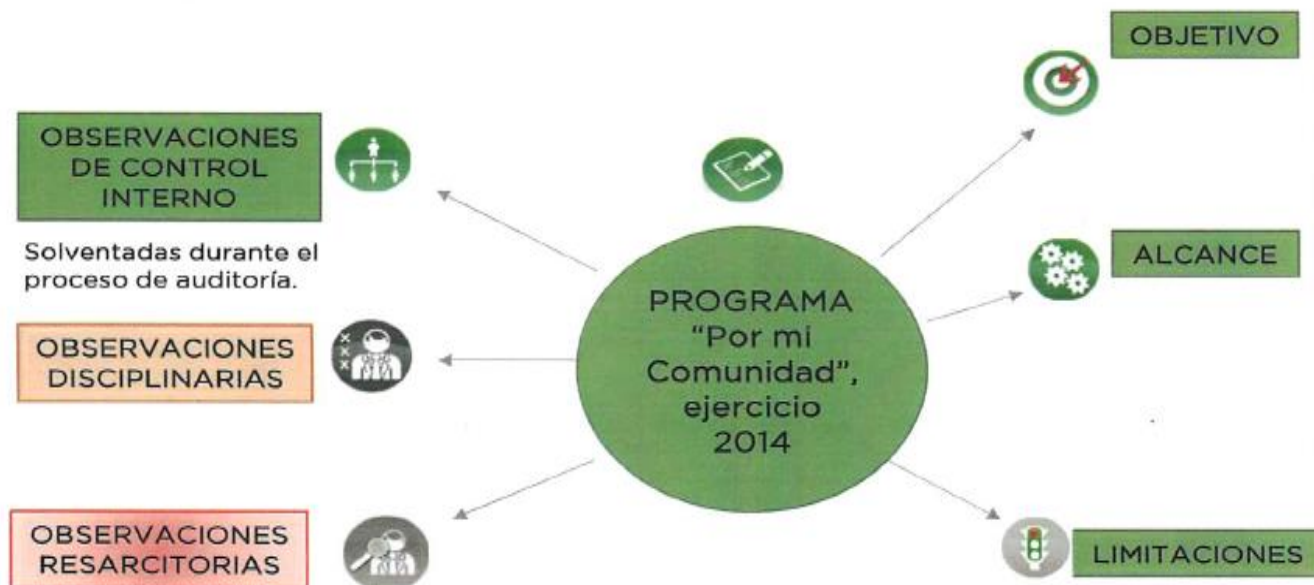 OBJETIVO
OBSERVACIONES
DE CONTROL
INTERNO
Solventadas durante el
proceso de auditoría.
ALCANCE
PROGRAMA
“Por mi
Comunidad”,
ejercicio
2014
OBSERVACIONES
DISCIPLINARIAS
OBSERVACIONES
RESARCITORIAS
LIMITACIONES